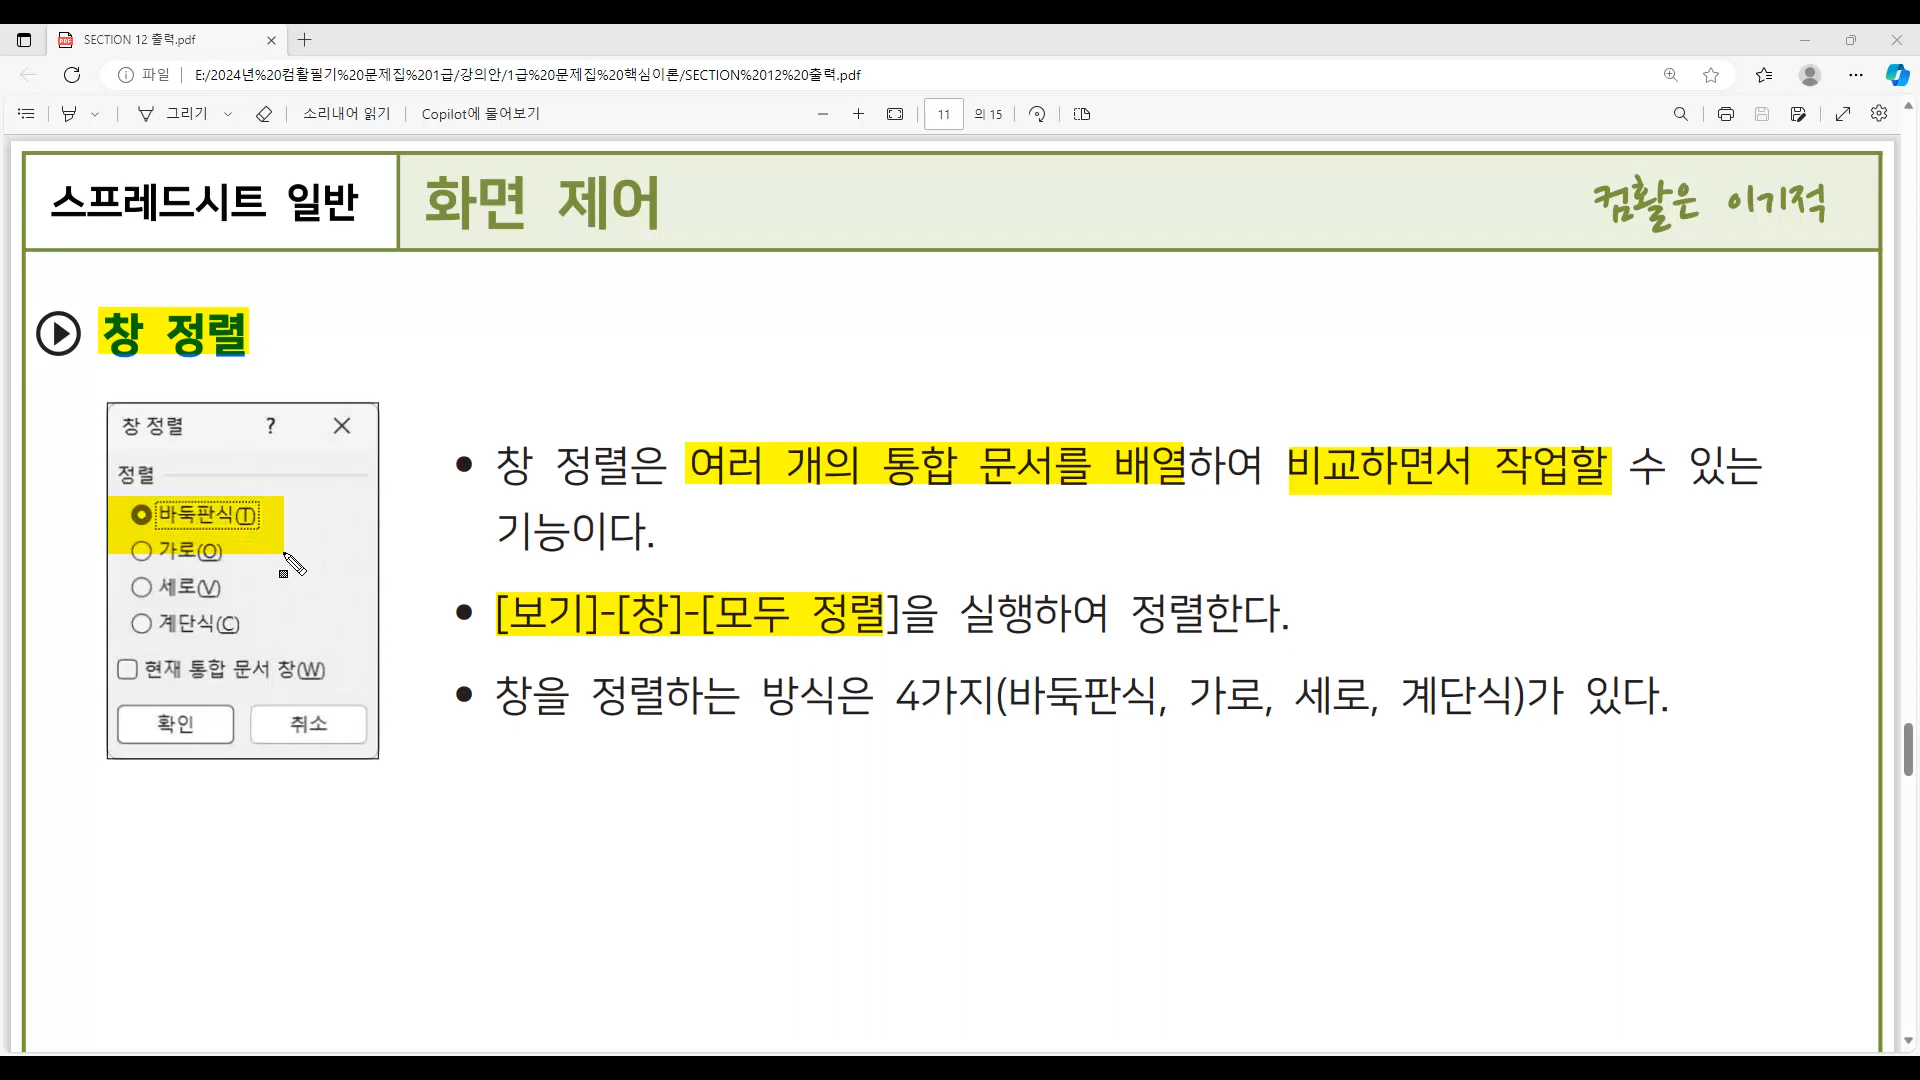 SECTION 12 출력.pdf
파일
E:/2024년%20컴활필기%20문제집%201급/강의안/1급%20문제집%20핵심이론/SECTION%2012%20출력.pdf
그리기
소리내어 읽기
Copilot에 물어보기
11
의 15
스프레드시트 일반
화면 제어
컴활은 이기적
창 정렬
창 정렬 ?
정렬
바둑판식(T)
가로(O)
세로(V)
계단식(C)
현재 통합 문서 창(W)
확인
취소
• 창 정렬은 여러 개의 통합 문서를 배열하여 비교하면서 작업할 수 있는
기능이다.
• [보기]-[창]-[모두 정렬]을 실행하여 정렬한다.
• 창을 정렬하는 방식은 4가지(바둑판식, 가로, 세로, 계단식)가 있다.